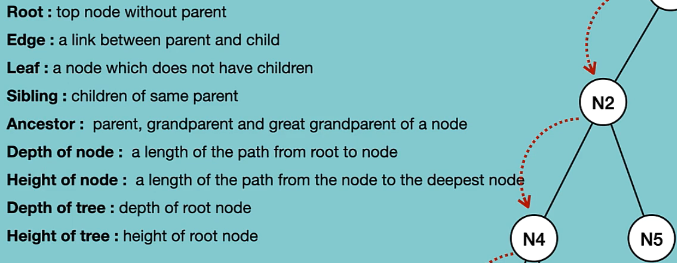 Root : top node without parent
Edge : a link between parent and child
Leaf : a node which does not have children
Sibling : children of same parent
Ancestor : parent, grandparent and great grandparent of a node
Depth of node : a length of the path from root to node
Height of node : a length of the path from the node to the deepest node
Depth of tree : depth of root node
Height of tree : height of root node
N2
N4
N5